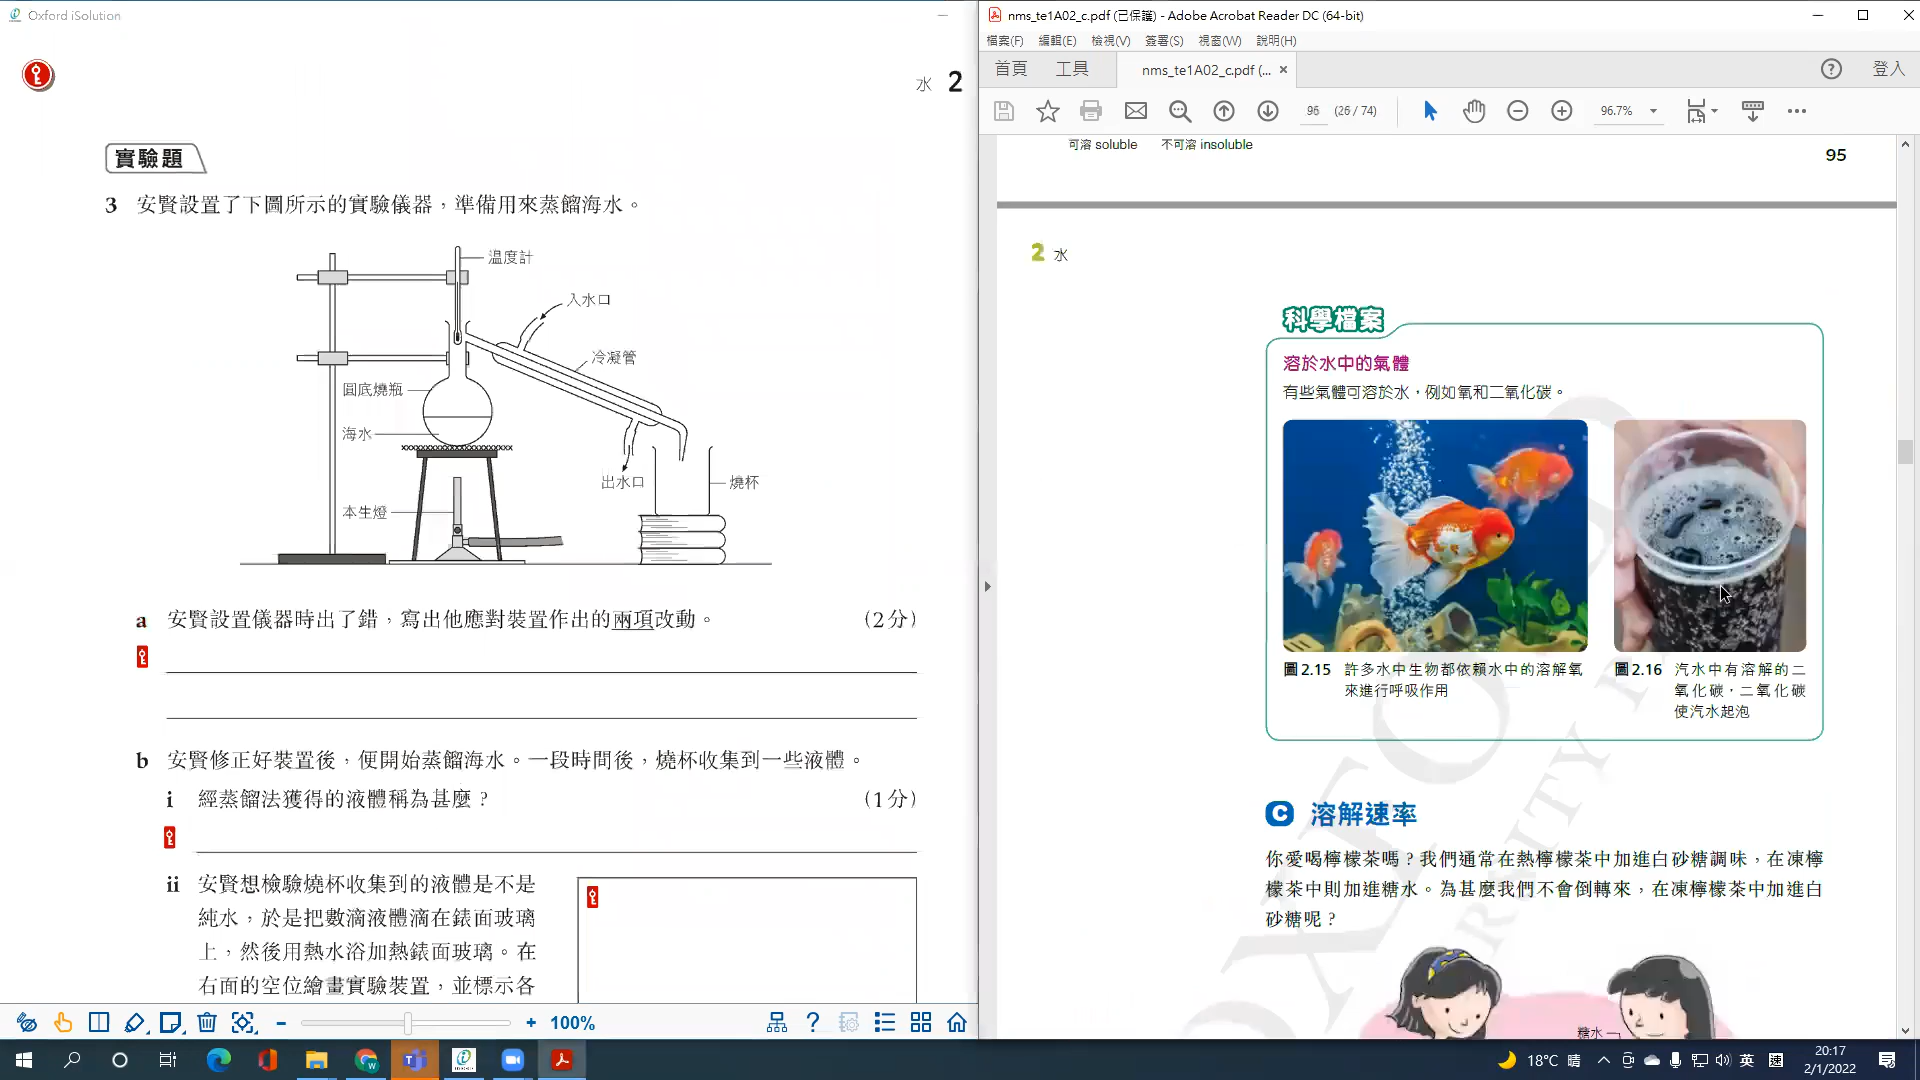 Oxford iSolution
水 2
實驗題
3 安賢設置了下圖所示的實驗儀器，準備用來蒸餾海水。
温度計
入水口
冷凝管
圓底燒瓶
海水
出水口
燒杯
本生燈
a 安賢設置儀器時出了錯，寫出他應對裝置作出的兩項改動。 (2分)
b 安賢修正好裝置後，便開始蒸餾海水。一段時間後，燒杯收集到一些液體。
i 經蒸餾法獲得的液體稱為甚麼？ (1分)
ii 安賢想檢驗燒杯收集到的液體是不是
純水，於是把數滴液體滴在錶面玻璃
上，然後用熱水浴加熱錶面玻璃。在
右面的空位繪畫實驗裝置，並標示各
100%
nms_te1A02_c.pdf (已保護) - Adobe Acrobat Reader DC (64-bit)
檔案(F) 編輯(E) 檢視(V) 簽署(S) 視窗(W) 說明(H)
首頁 工具 nms_te1A02_c.pdf (... 登入
96 (26 / 74) 96.7%
可溶 soluble 不可溶 insoluble
95
2 水
科學檔案
溶於水中的氣體
有些氣體可溶於水，例如氧和二氧化碳。
圖2.15 許多水中生物都依賴水中的溶解氧
來進行呼吸作用
圖2.16 汽水中有溶解的二
氧化碳，二氧化碳
使汽水起泡
C 溶解速率
你愛喝檸檬茶嗎？我們通常在熱檸檬茶中加進白砂糖調味，在凍檸
檬茶中則加進糖水。為甚麼我們不會倒轉來，在凍檸檬茶中加進白
砂糖呢？
糖水
18°C 晴 英 速
20:17
2/1/2022